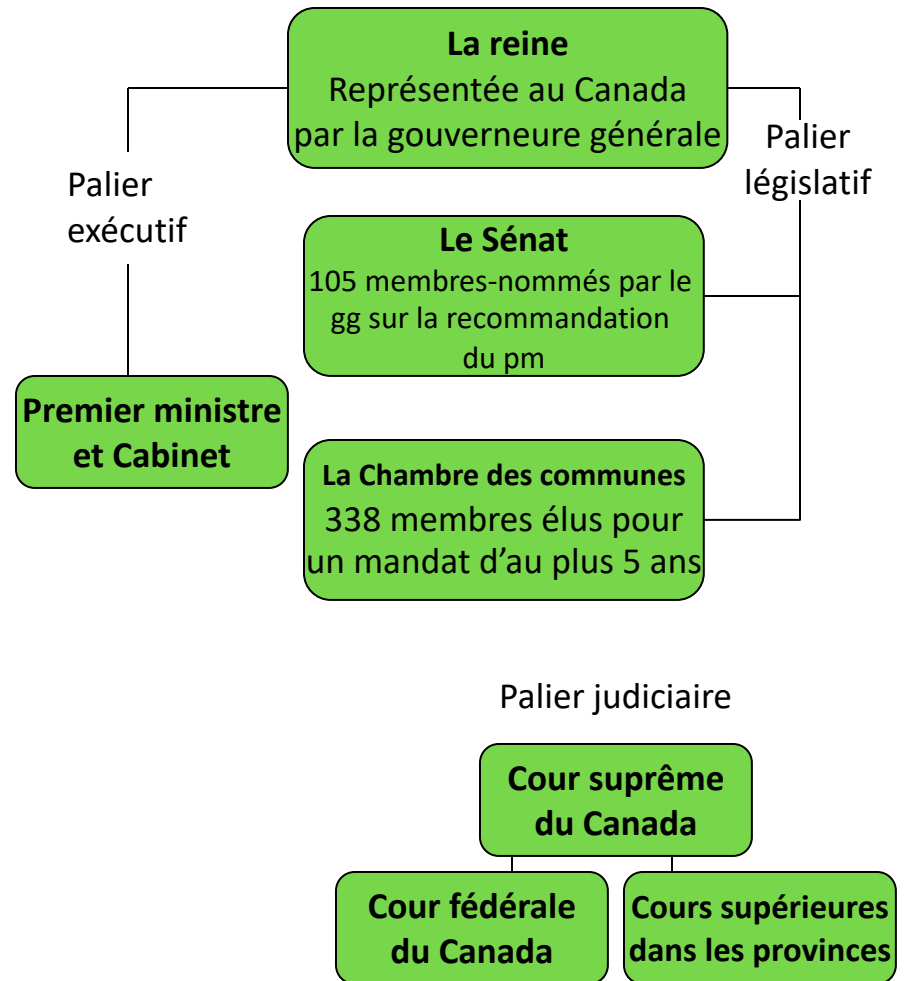 La reine
Représentée au Canada
par la gouverneure générale
Palier
exécutif
Palier
législatif
Le Sénat
105 membres-nommés par le
gg sur la recommandation
du pm
Premier ministre
et Cabinet
La Chambre des communes
338 membres élus pour
un mandat d’au plus 5 ans
Palier judiciaire
Cour suprême
du Canada
Cour fédérale
du Canada
Cours supérieures
dans les provinces